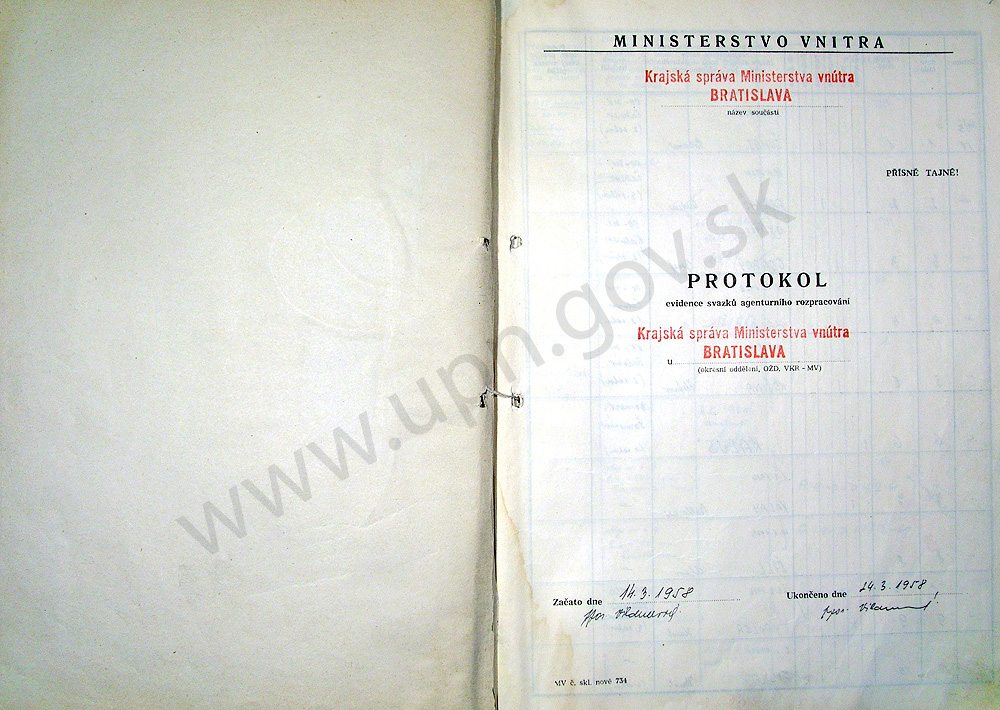 MINISTERSTVO VNITRA
Krajská správa Ministerstva vnútra
BRATISLAVA
název součásti
PŘÍSNĚ TAJNÉ!
PROTOKOL
evidence svazků agenturního rozpracování
Krajská správa Ministerstva vnútra
BRATISLAVA
u
(okresní oddělení, OŽD, VKR - MV)
Začato dne 14.3.1958
Ukončeno dne 24.3.1958
MV č. skl. nové 734
www.upn.gov.sk